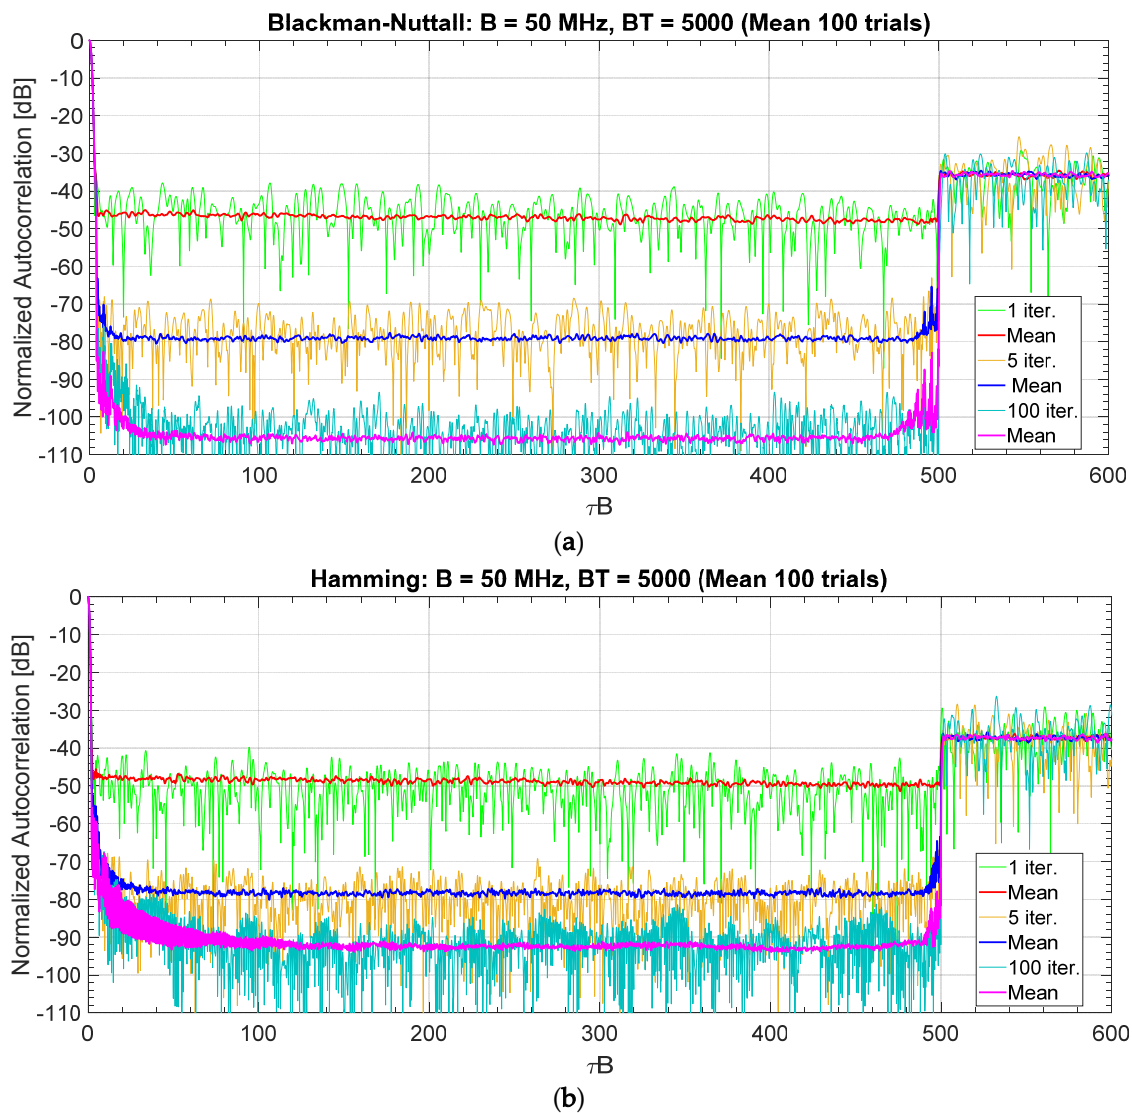 Blackman-Nuttall: B = 50 MHz, BT = 5000 (Mean 100 trials)
Normalized Autocorrelation [dB]
0
-10
-20
-30
-40
-50
-60
-70
-80
-90
-100
-110
1 iter.
Mean
5 iter.
Mean
100 iter.
Mean
0 100 200 300 400 500 600
τB
(a)
Hamming: B = 50 MHz, BT = 5000 (Mean 100 trials)
Normalized Autocorrelation [dB]
0
-10
-20
-30
-40
-50
-60
-70
-80
-90
-100
-110
1 iter.
Mean
5 iter.
Mean
100 iter.
Mean
0 100 200 300 400 500 600
τB
(b)